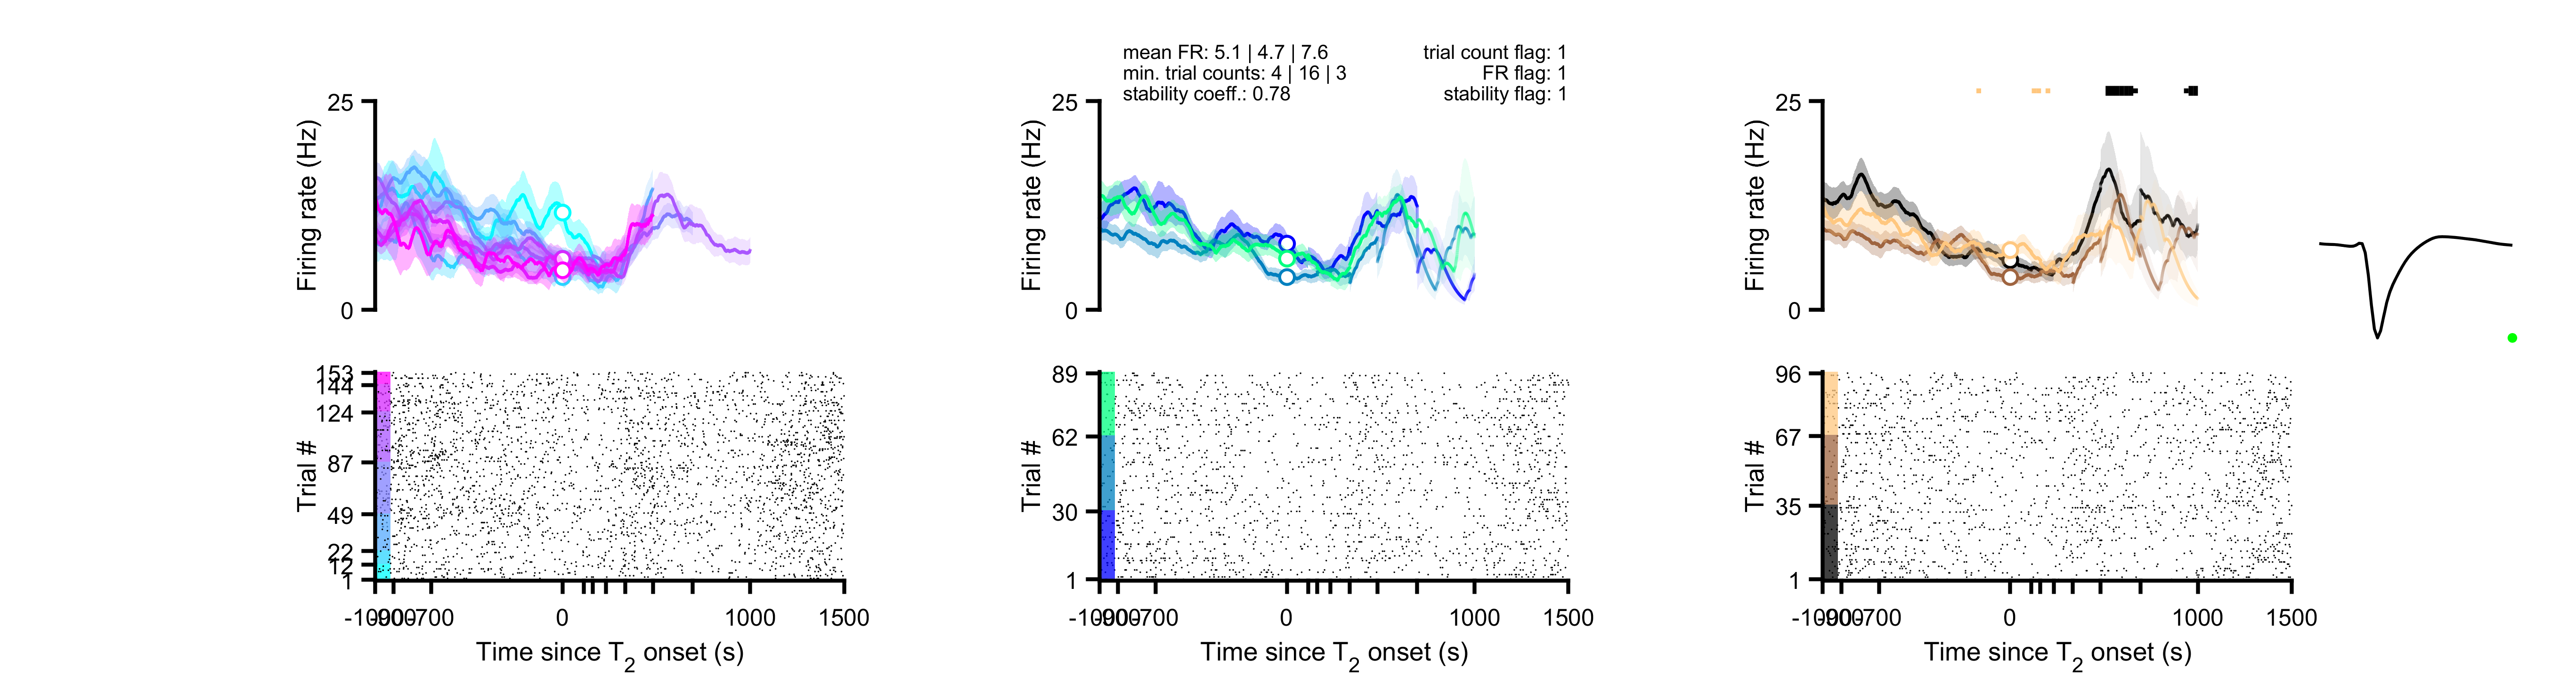 mean FR: 5.1 | 4.7 | 7.6
min. trial counts: 4 | 16 | 3
stability coeff.: 0.78
trial count flag: 1
FR flag: 1
stability flag: 1
25
Firing rate (Hz)
0
25
Firing rate (Hz)
0
25
Firing rate (Hz)
0
153
144
124
87
49
22
12
1
Trial #
89
62
30
1
Trial #
96
67
35
1
Trial #
-1090
-900
-700
0
1000
1500
Time since T2 onset (s)
-1090
-900
-700
0
1000
1500
Time since T2 onset (s)
-1090
-900
-700
0
1000
1500
Time since T2 onset (s)